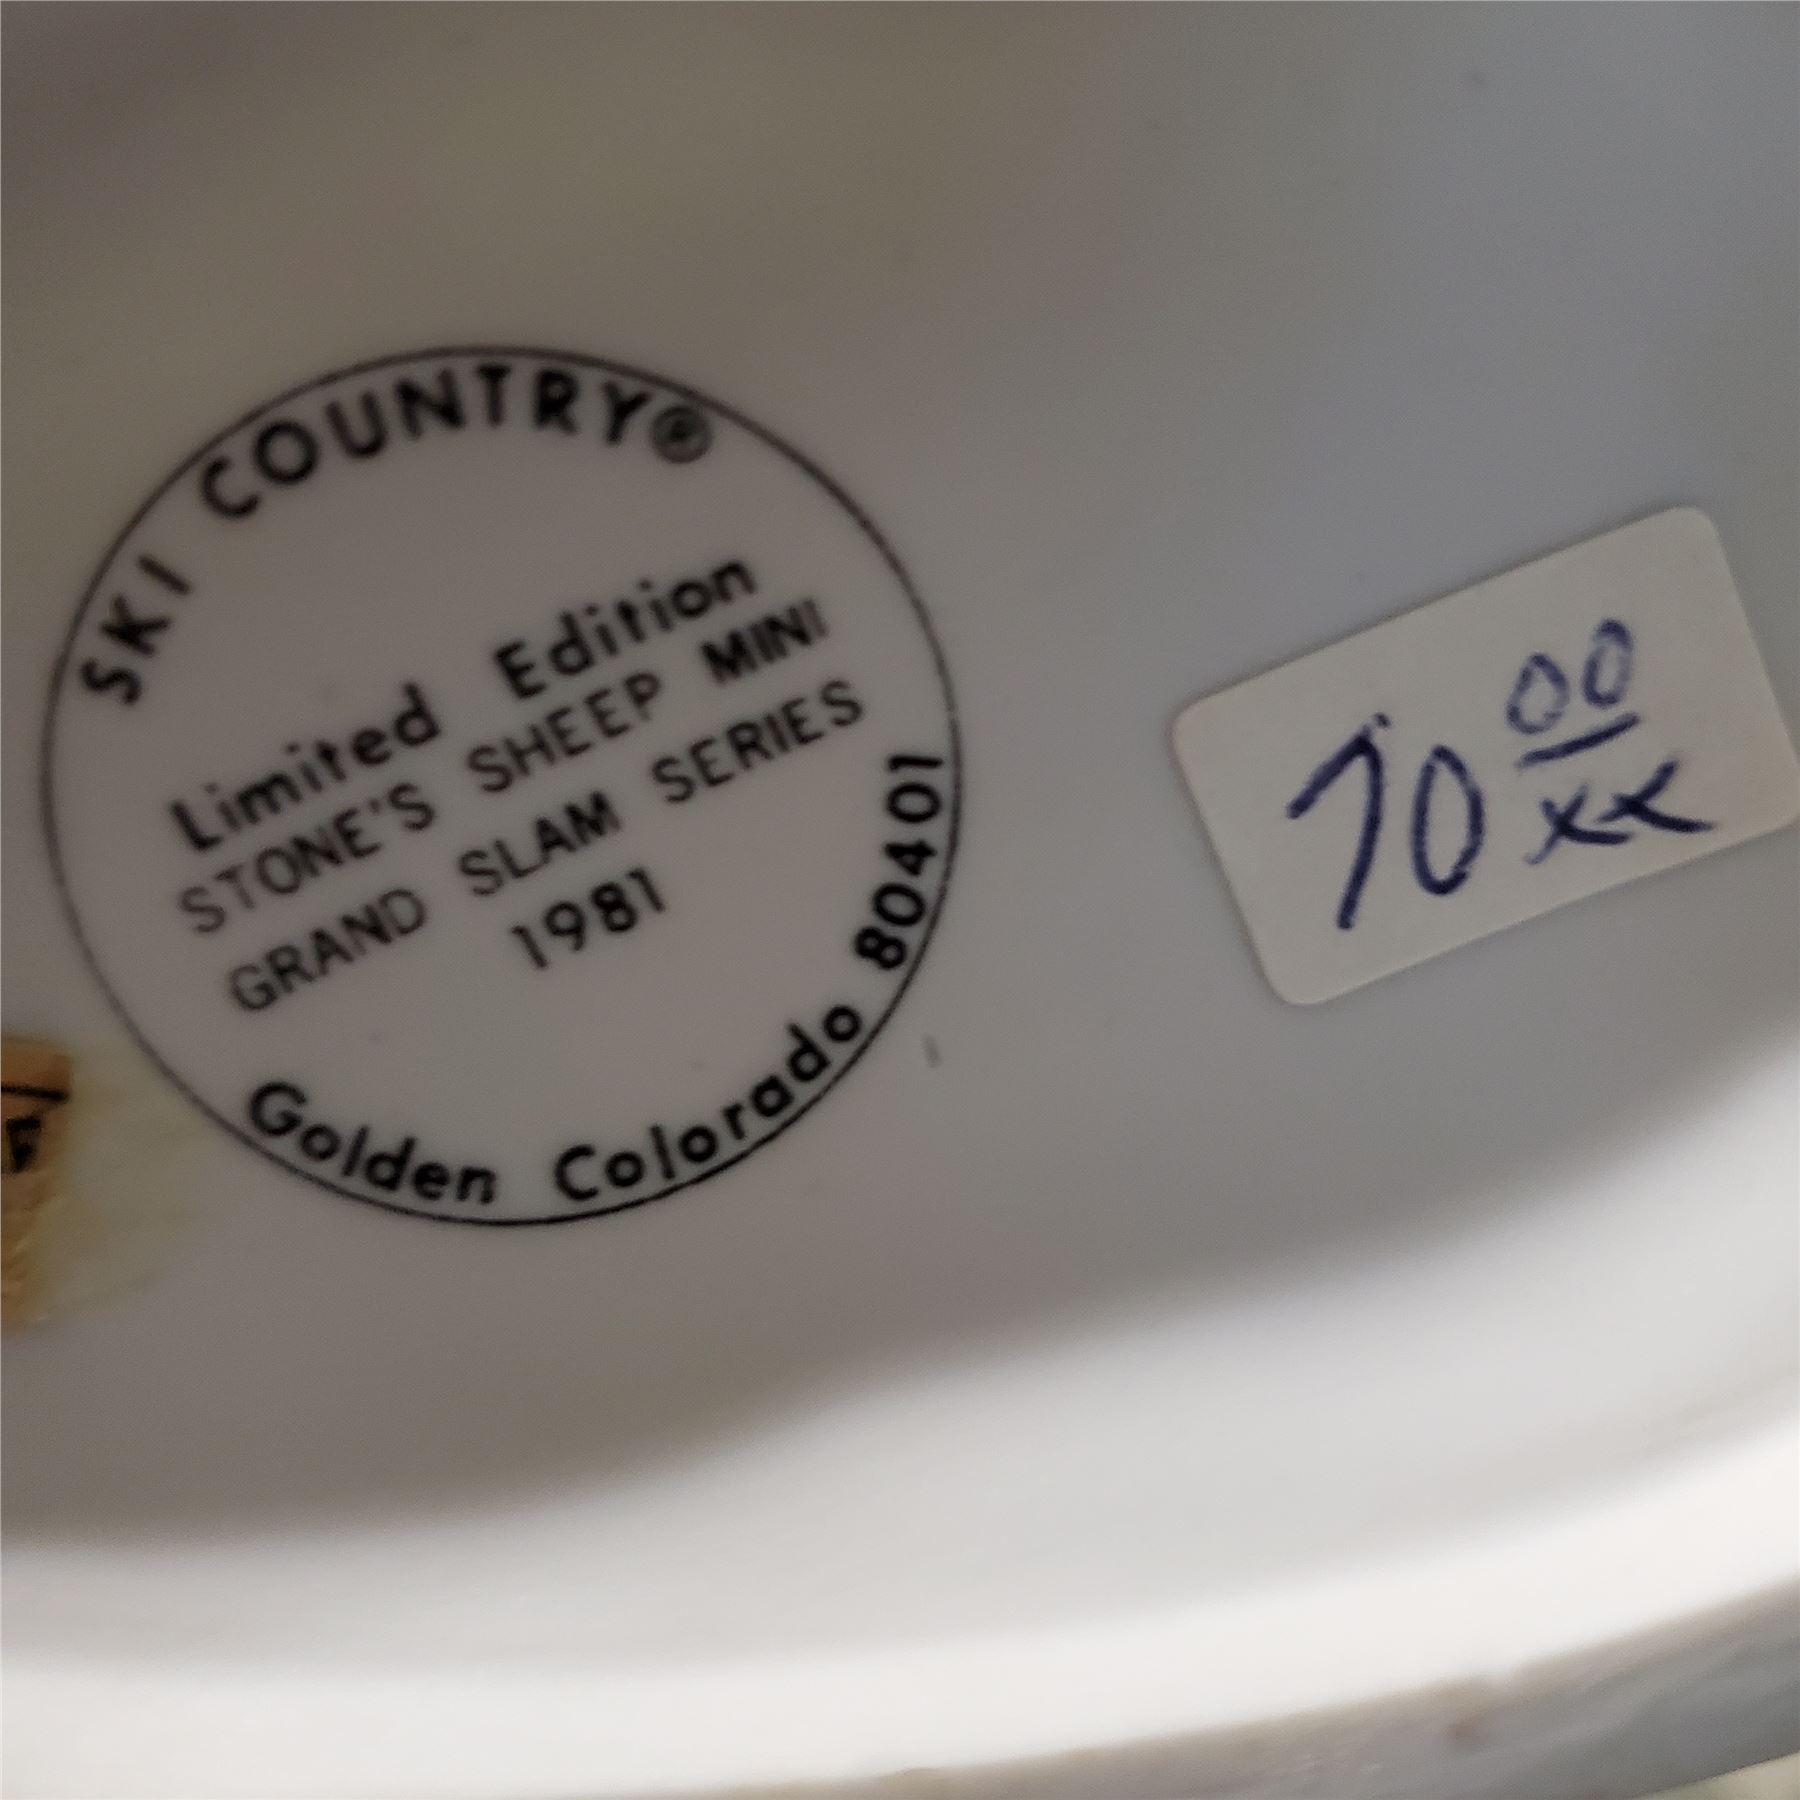 SKI COUNTRY®
Limited Edition
STONE'S SHEEP MINI
GRAND SLAM SERIES
1981
Golden Colorado 80401
70 00
xx